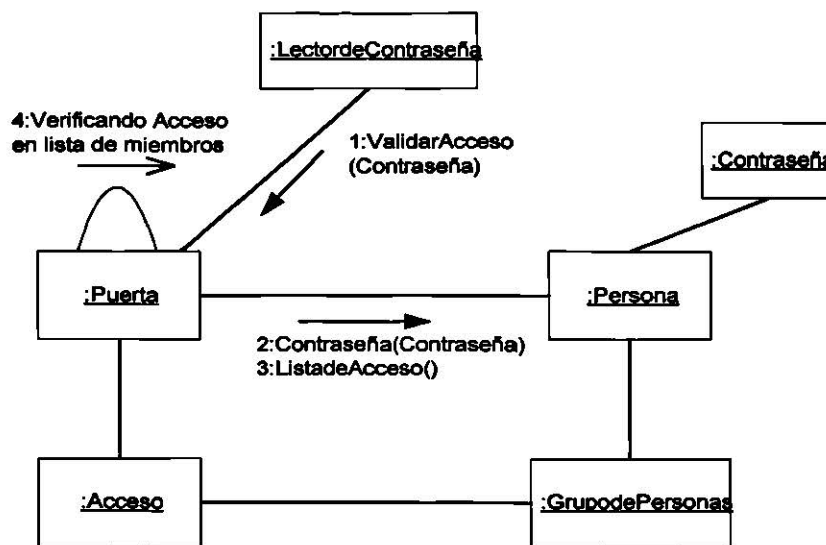 :LectordeContraseña
4:Verificando Acceso
en lista de miembros
1:ValidarAcceso
(Contraseña)
:Contraseña
:Puerta
:Persona
2:Contraseña(Contraseña)
3:ListadeAcceso()
:Acceso
:GrupodePersonas